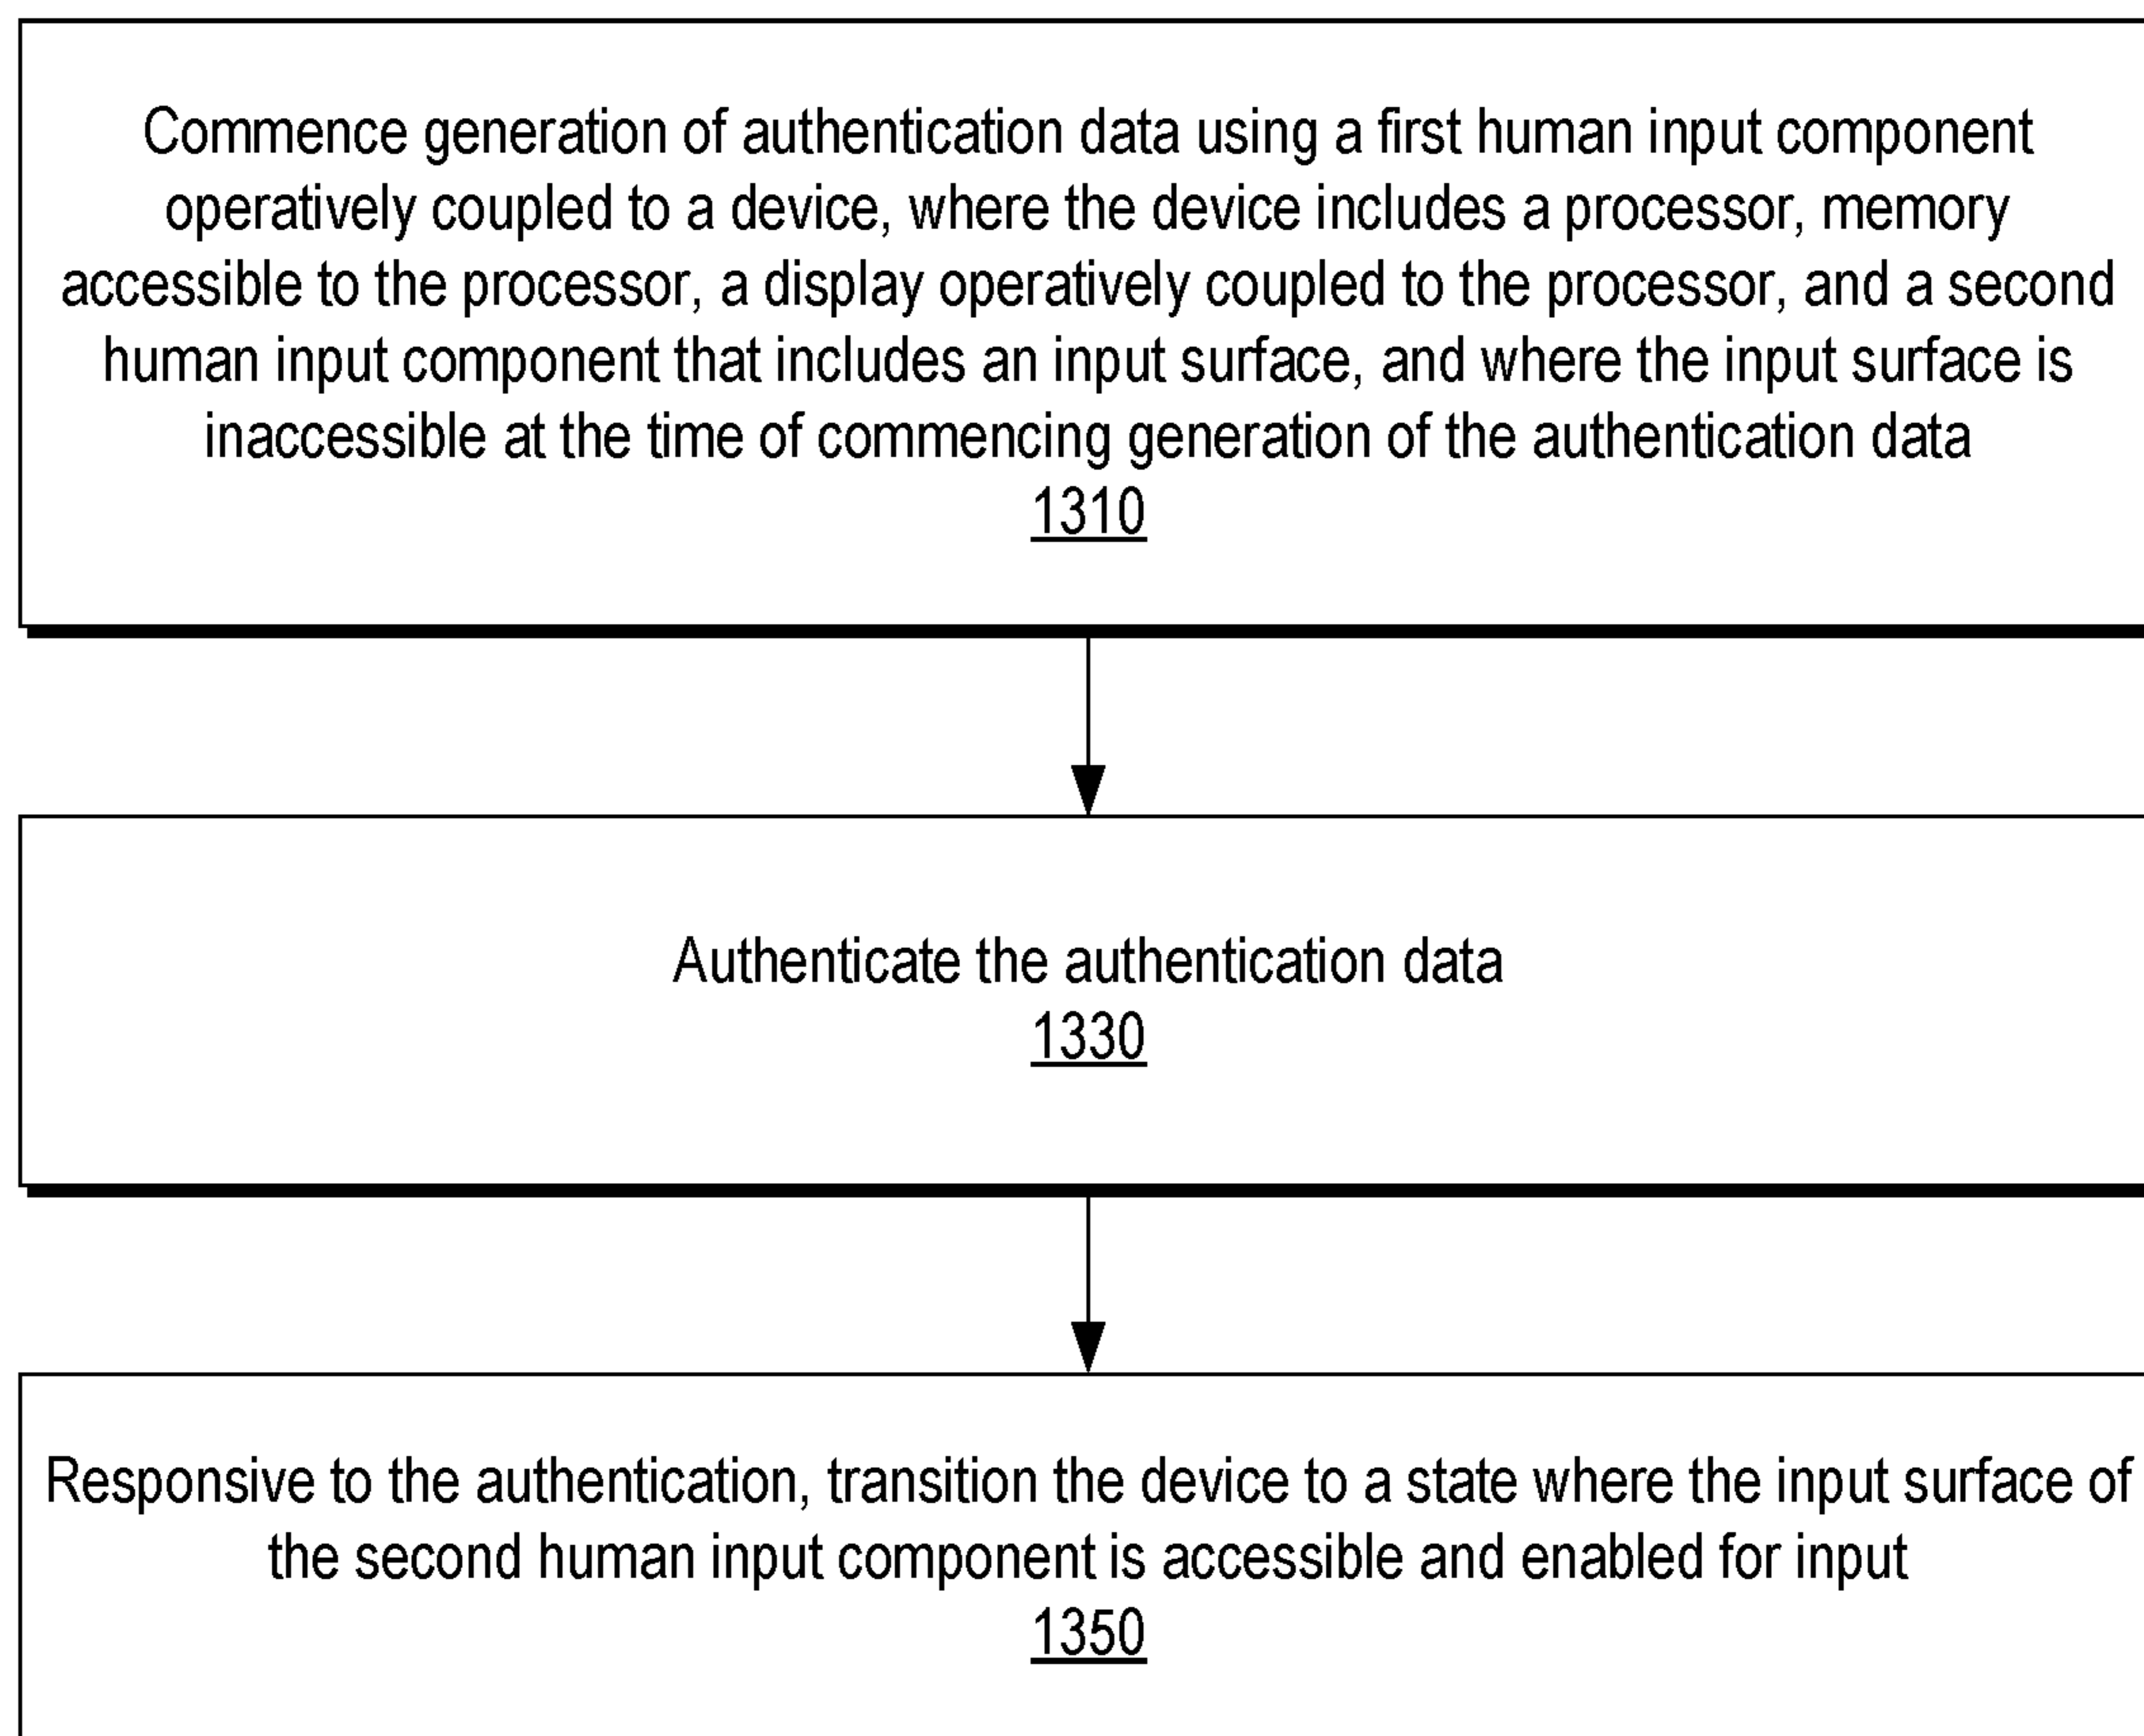 Commence generation of authentication data using a first human input component
operatively coupled to a device, where the device includes a processor, memory
accessible to the processor, a display operatively coupled to the processor, and a second
human input component that includes an input surface, and where the input surface is
inaccessible at the time of commencing generation of the authentication data
1310
Authenticate the authentication data
1330
Responsive to the authentication, transition the device to a state where the input surface of
the second human input component is accessible and enabled for input
1350